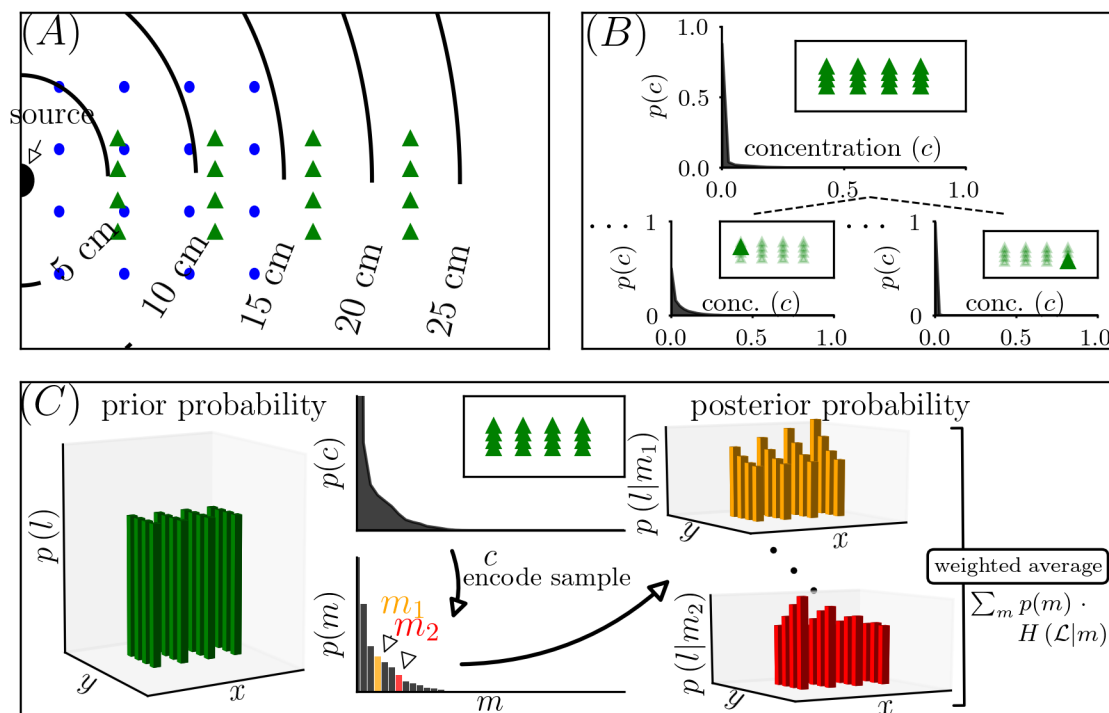 (A)
source
5 cm
10 cm
15 cm
20 cm
25 cm
(B)
1.0
0.5
0.0
p(c)
concentration (c)
0.0 0.5 1.0
. . .
1
0
p(c)
conc. (c)
0.0 0.5 1.0
. . .
1
0
p(c)
conc. (c)
0.0 0.5 1.0
(C)
prior probability
p (l)
y
x
p(c)
c
encode sample
p(m)
m₁
m₂
m
posterior probability
p (l|m₁)
y
x
p (l|m₂)
y
x
weighted average
∑ₘ p(m) ·
H (ℒ|m)